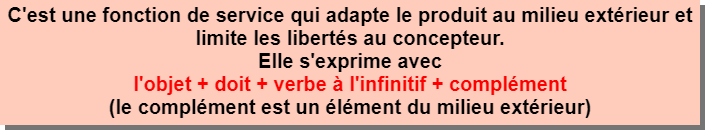 C'est une fonction de service qui adapte le produit au milieu extérieur et
limite les libertés au concepteur.
Elle s'exprime avec
l'objet + doit + verbe à l'infinitif + complément
(le complément est un élément du milieu extérieur)